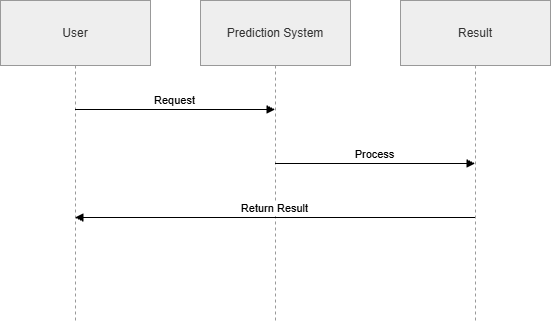 User
Prediction System
Result
Request
Process
Return Result